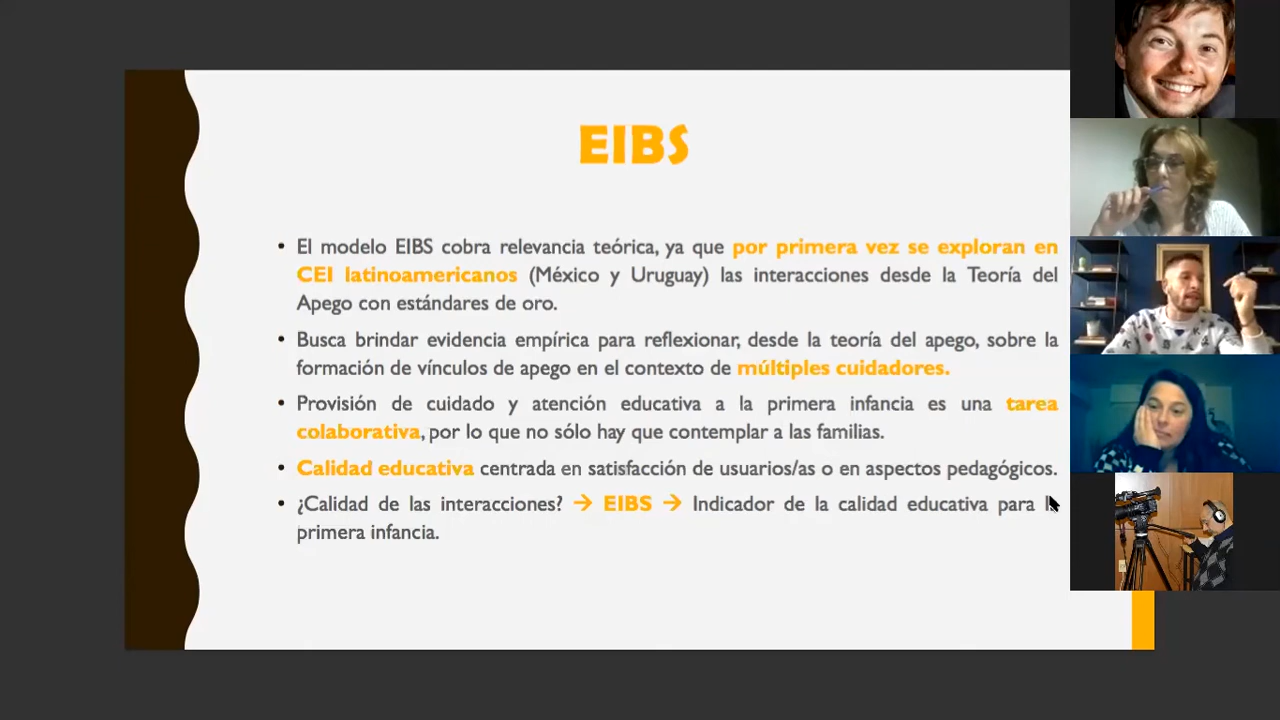 EIBS
• El modelo EIBS cobra relevancia teórica, ya que por primera vez se exploran en
CEI latinoamericanos (México y Uruguay) las interacciones desde la Teoría del
Apego con estándares de oro.
• Busca brindar evidencia empírica para reflexionar, desde la teoría del apego, sobre la
formación de vínculos de apego en el contexto de múltiples cuidadores.
• Provisión de cuidado y atención educativa a la primera infancia es una tarea
colaborativa, por lo que no sólo hay que contemplar a las familias.
• Calidad educativa centrada en satisfacción de usuarios/as o en aspectos pedagógicos.
• ¿Calidad de las interacciones? → EIBS → Indicador de la calidad educativa para la
primera infancia.